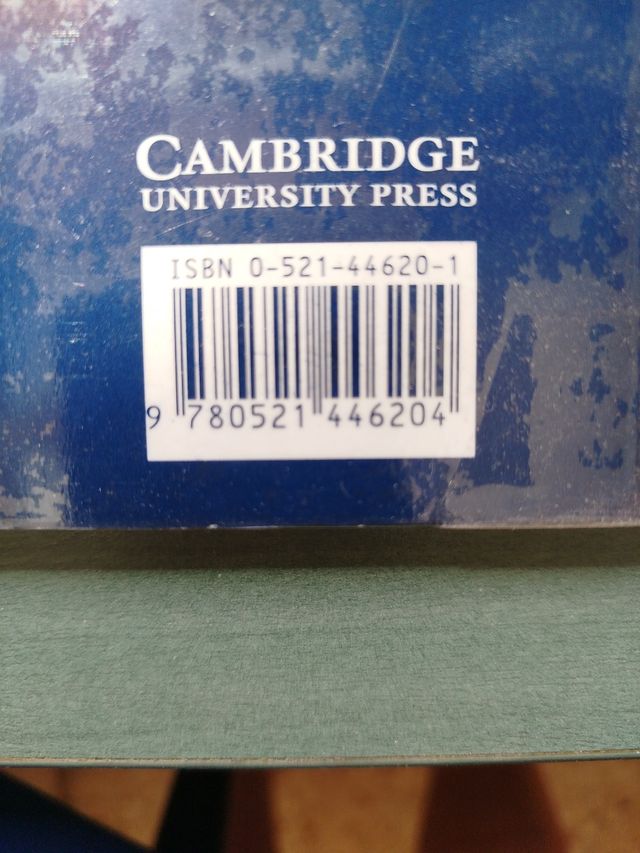 CAMBRIDGE
UNIVERSITY PRESS
ISBN 0-521-44620-1
9 780521 446204